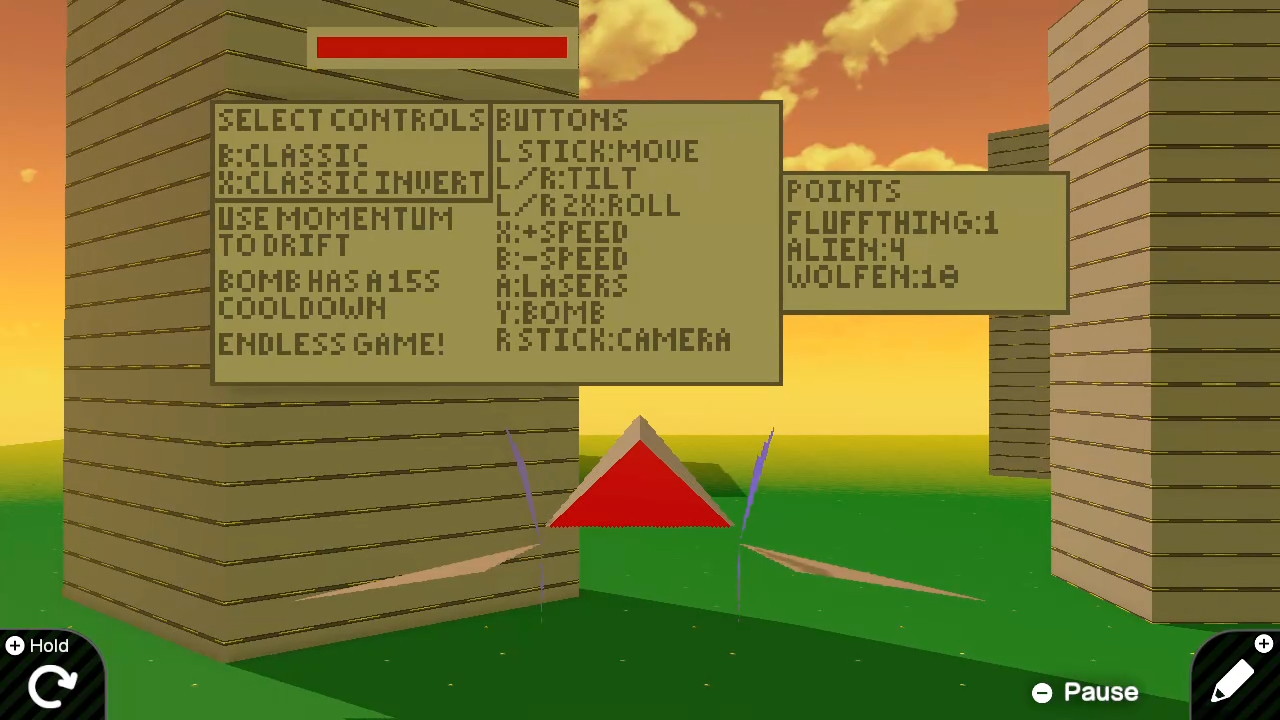 SELECT CONTROLS
B:CLASSIC
X:CLASSIC INVERT
USE MOMENTUM
TO DRIFT
BOMB HAS A 15S
COOLDOWN
ENDLESS GAME!
BUTTONS
L STICK:MOVE
L/R:TILT
L/R 2X:ROLL
X:+SPEED
B:-SPEED
A:LASERS
Y:BOMB
R STICK:CAMERA
POINTS
FLUFFTHING:1
ALIEN:4
WOLFEN:10
Hold
Pause